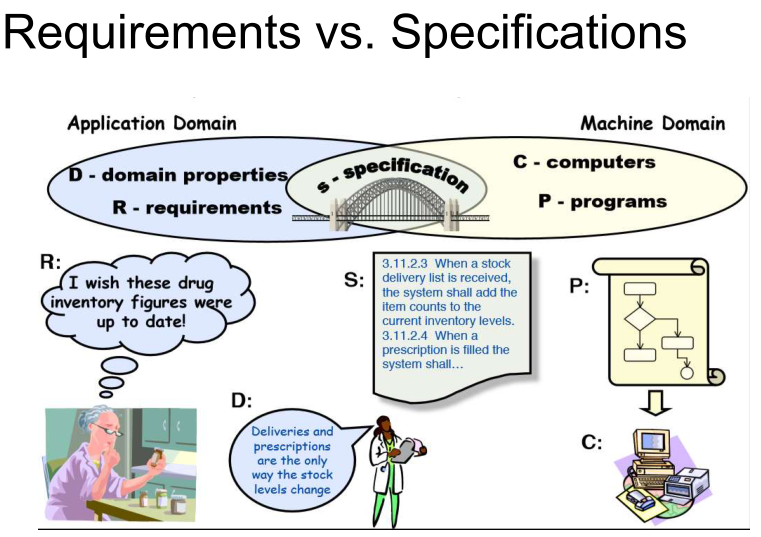 Requirements vs. Specifications
Application Domain
Machine Domain
D - domain properties
R - requirements
s - specification
C - computers
P - programs
R:
I wish these drug
inventory figures were
up to date!
S:
3.11.2.3 When a stock
delivery list is received,
the system shall add the
item counts to the
current inventory levels.
3.11.2.4 When a
prescription is filled the
system shall...
P:
D:
Deliveries and
prescriptions
are the only
way the stock
levels change
C: